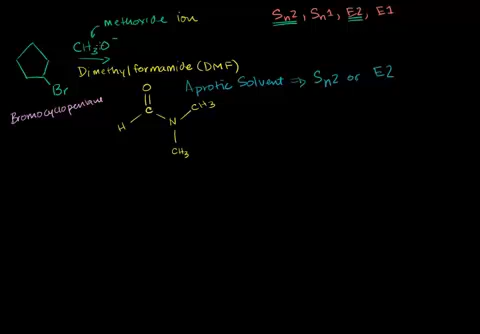 methoxide ion
Sn2, Sn1, E2, E1
CH3O:-
Dimethylformamide (DMF)
Br
Bromocyclopentane
Aprotic Solvent ⇒ Sn2 or E2
O
C
H
N
CH3
CH3